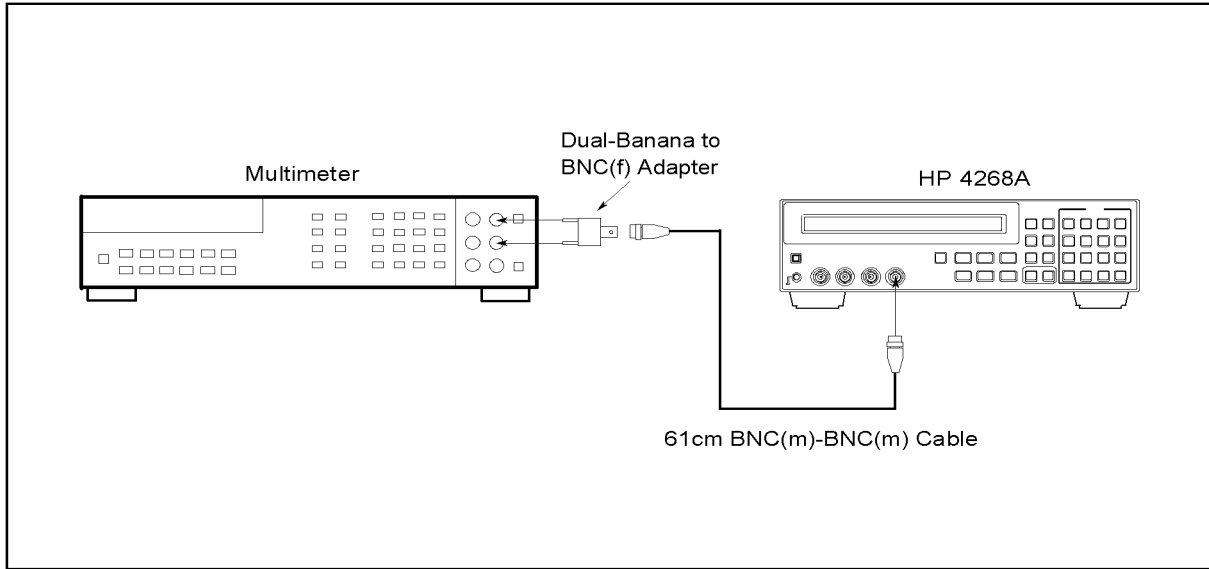 Dual-Banana to
BNC(f) Adapter
Multimeter
HP 4268A
61cm BNC(m)-BNC(m) Cable